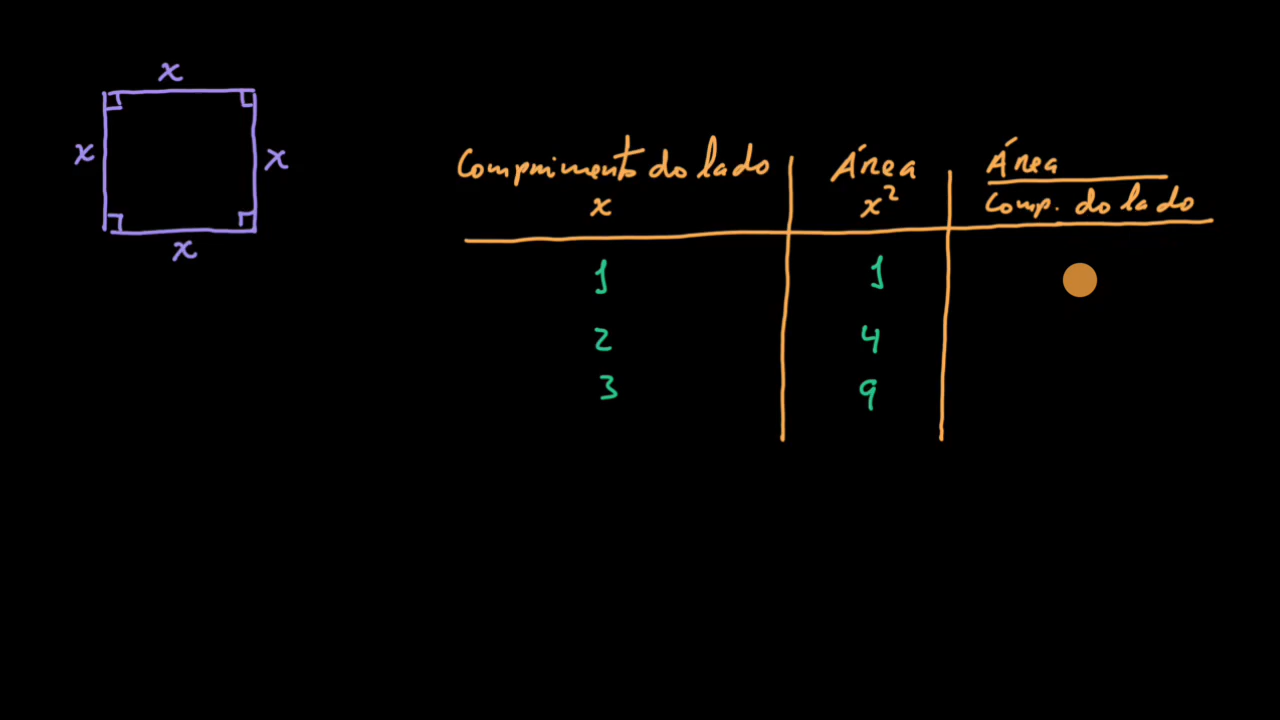 x
x
x
x
Comprimento do lado
x
Área
x²
Área
Comp. do lado
1
1
2
4
3
9